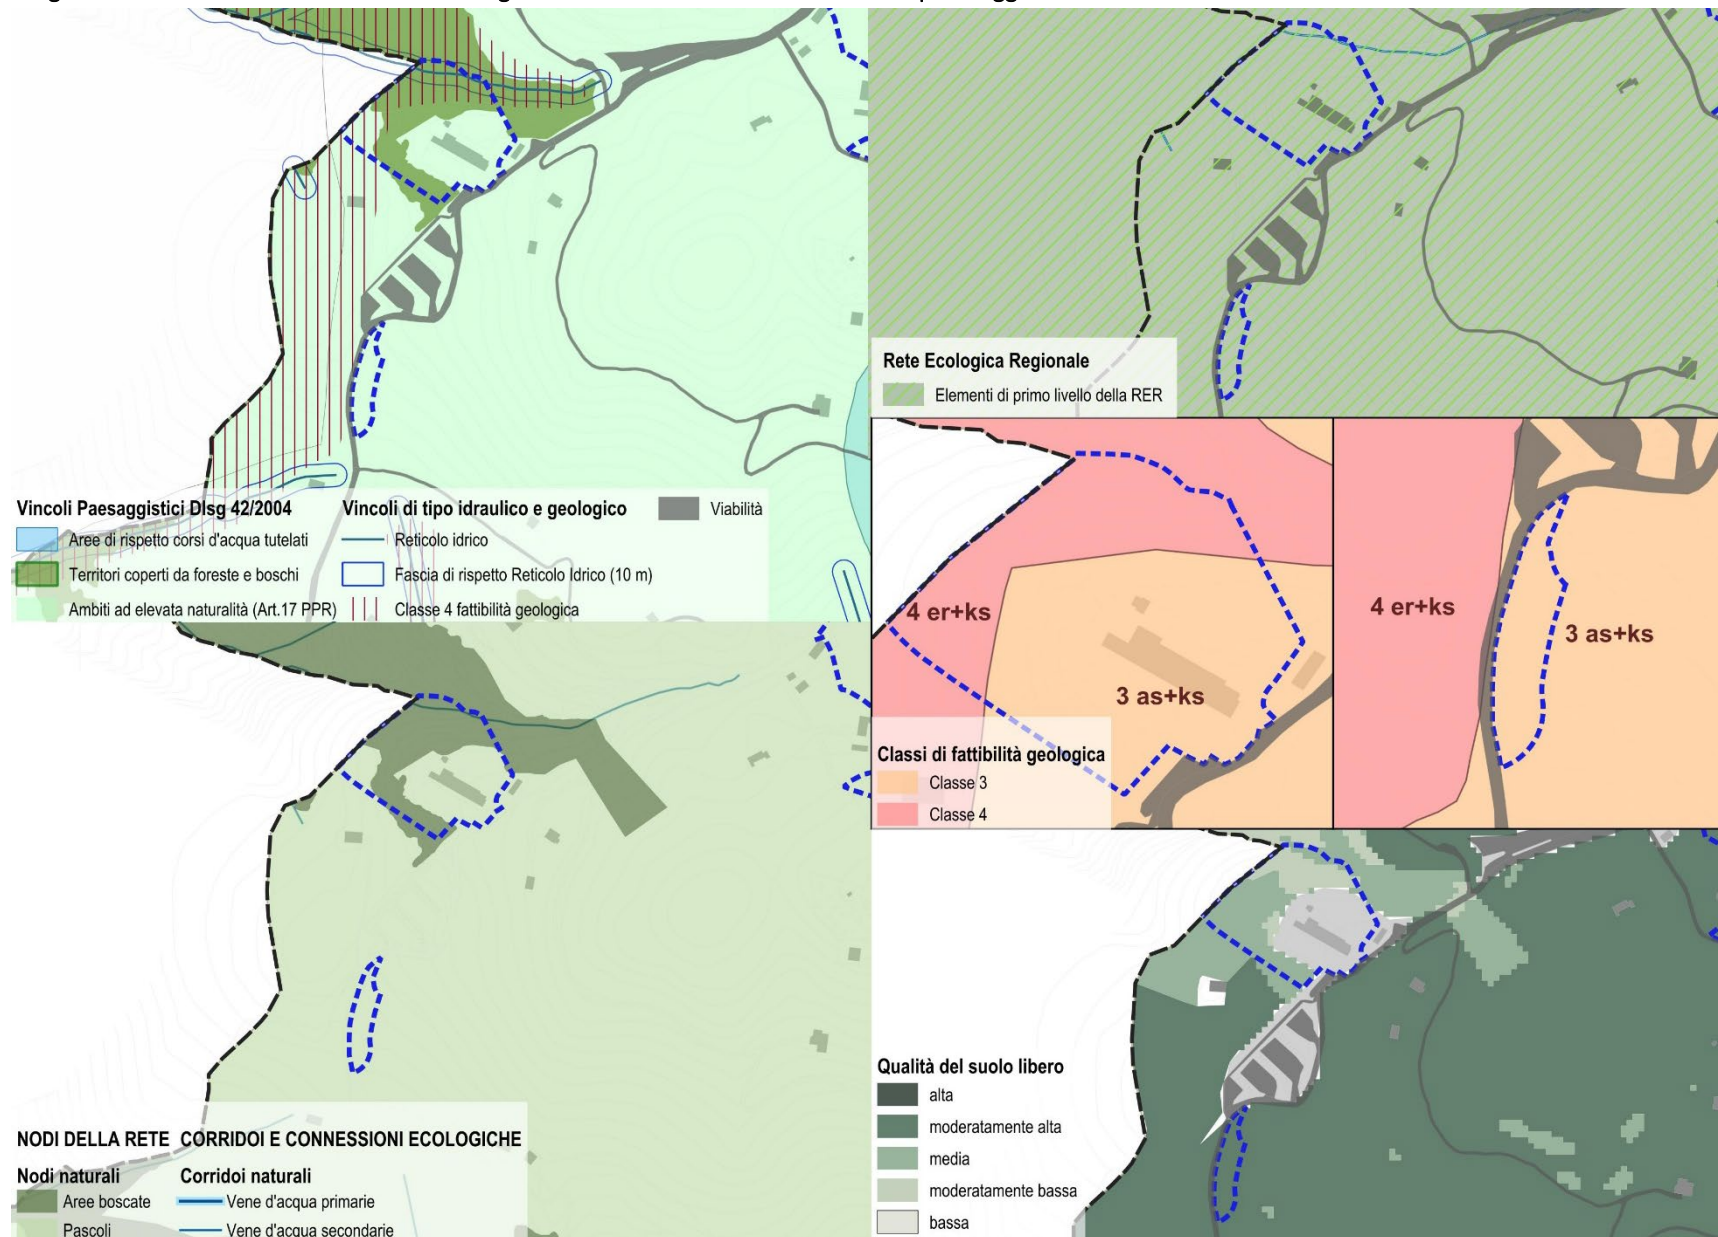 Rete Ecologica Regionale
Elementi di primo livello della RER
Vincoli Paesaggistici Dlsg 42/2004
Aree di rispetto corsi d'acqua tutelati
Territori coperti da foreste e boschi
Ambiti ad elevata naturalità (Art.17 PPR)
Vincoli di tipo idraulico e geologico
Reticolo idrico
Fascia di rispetto Reticolo Idrico (10 m)
Classe 4 fattibilità geologica
Viabilità
4 er+ks
3 as+ks
4 er+ks
3 as+ks
Classi di fattibilità geologica
Classe 3
Classe 4
NODI DELLA RETE
Nodi naturali
Aree boscate
Pascoli
CORRIDOI E CONNESSIONI ECOLOGICHE
Corridoi naturali
Vene d'acqua primarie
Vene d'acqua secondarie
Qualità del suolo libero
alta
moderatamente alta
media
moderatamente bassa
bassa